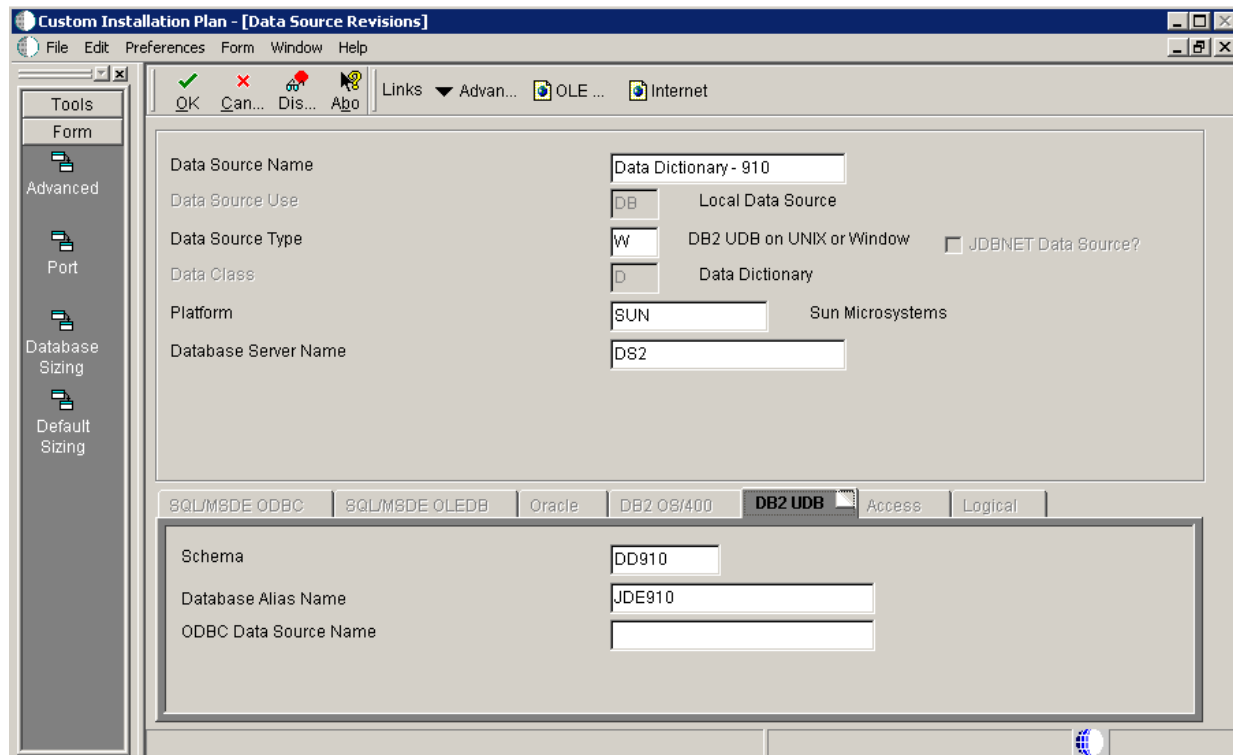 Custom Installation Plan - [Data Source Revisions]
File Edit Preferences Form Window Help
Tools
Form
Advanced
Port
Database
Sizing
Default
Sizing
OK Can... Dis... Abo Links Advan... OLE ... Internet
Data Source Name Data Dictionary - 910
Data Source Use DB Local Data Source
Data Source Type W DB2 UDB on UNIX or Window JDBNET Data Source?
Data Class D Data Dictionary
Platform SUN Sun Microsystems
Database Server Name DS2
SQL/MSDE ODBC SQL/MSDE OLEDB Oracle DB2 OS/400 DB2 UDB Access Logical
Schema DD910
Database Alias Name JDE910
ODBC Data Source Name